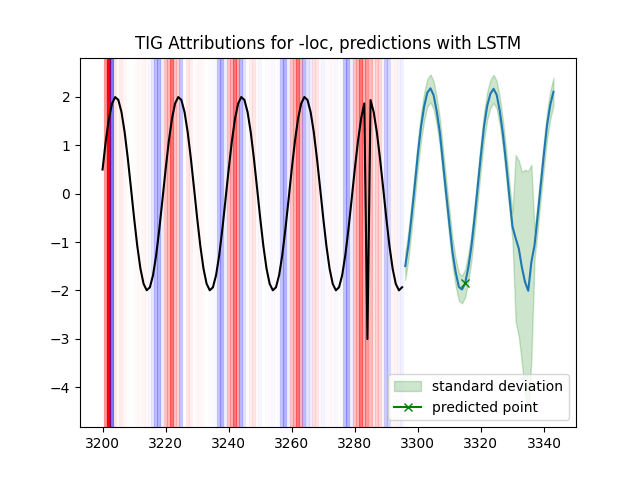 TIG Attributions for -loc, predictions with LSTM
2
1
0
−1
−2
−3
−4
standard deviation
predicted point
3200 3220 3240 3260 3280 3300 3320 3340